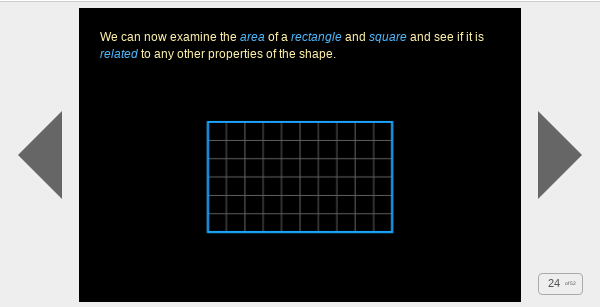 We can now examine the area of a rectangle and square and see if it is
related to any other properties of the shape.
24 of 52